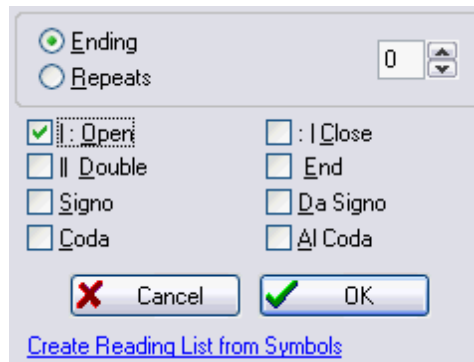 Ending
0
Repeats
|: Open
:| Close
|| Double
End
Signo
Da Signo
Coda
Al Coda
Cancel
OK
Create Reading List from Symbols